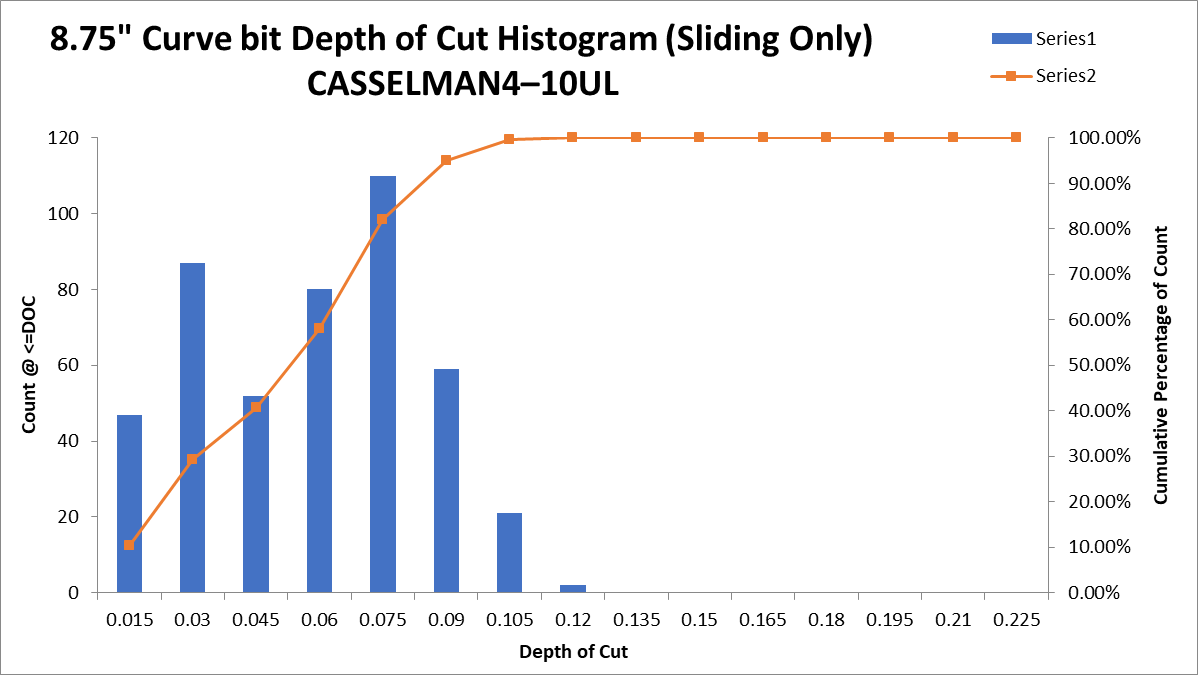 8.75" Curve bit Depth of Cut Histogram (Sliding Only)
CASSELMAN4–10UL
Series1
Series2
120
100
80
60
40
20
0
Count @ <=DOC
100.00%
90.00%
80.00%
70.00%
60.00%
50.00%
40.00%
30.00%
20.00%
10.00%
0.00%
Cumulative Percentage of Count
0.015 0.03 0.045 0.06 0.075 0.09 0.105 0.12 0.135 0.15 0.165 0.18 0.195 0.21 0.225
Depth of Cut